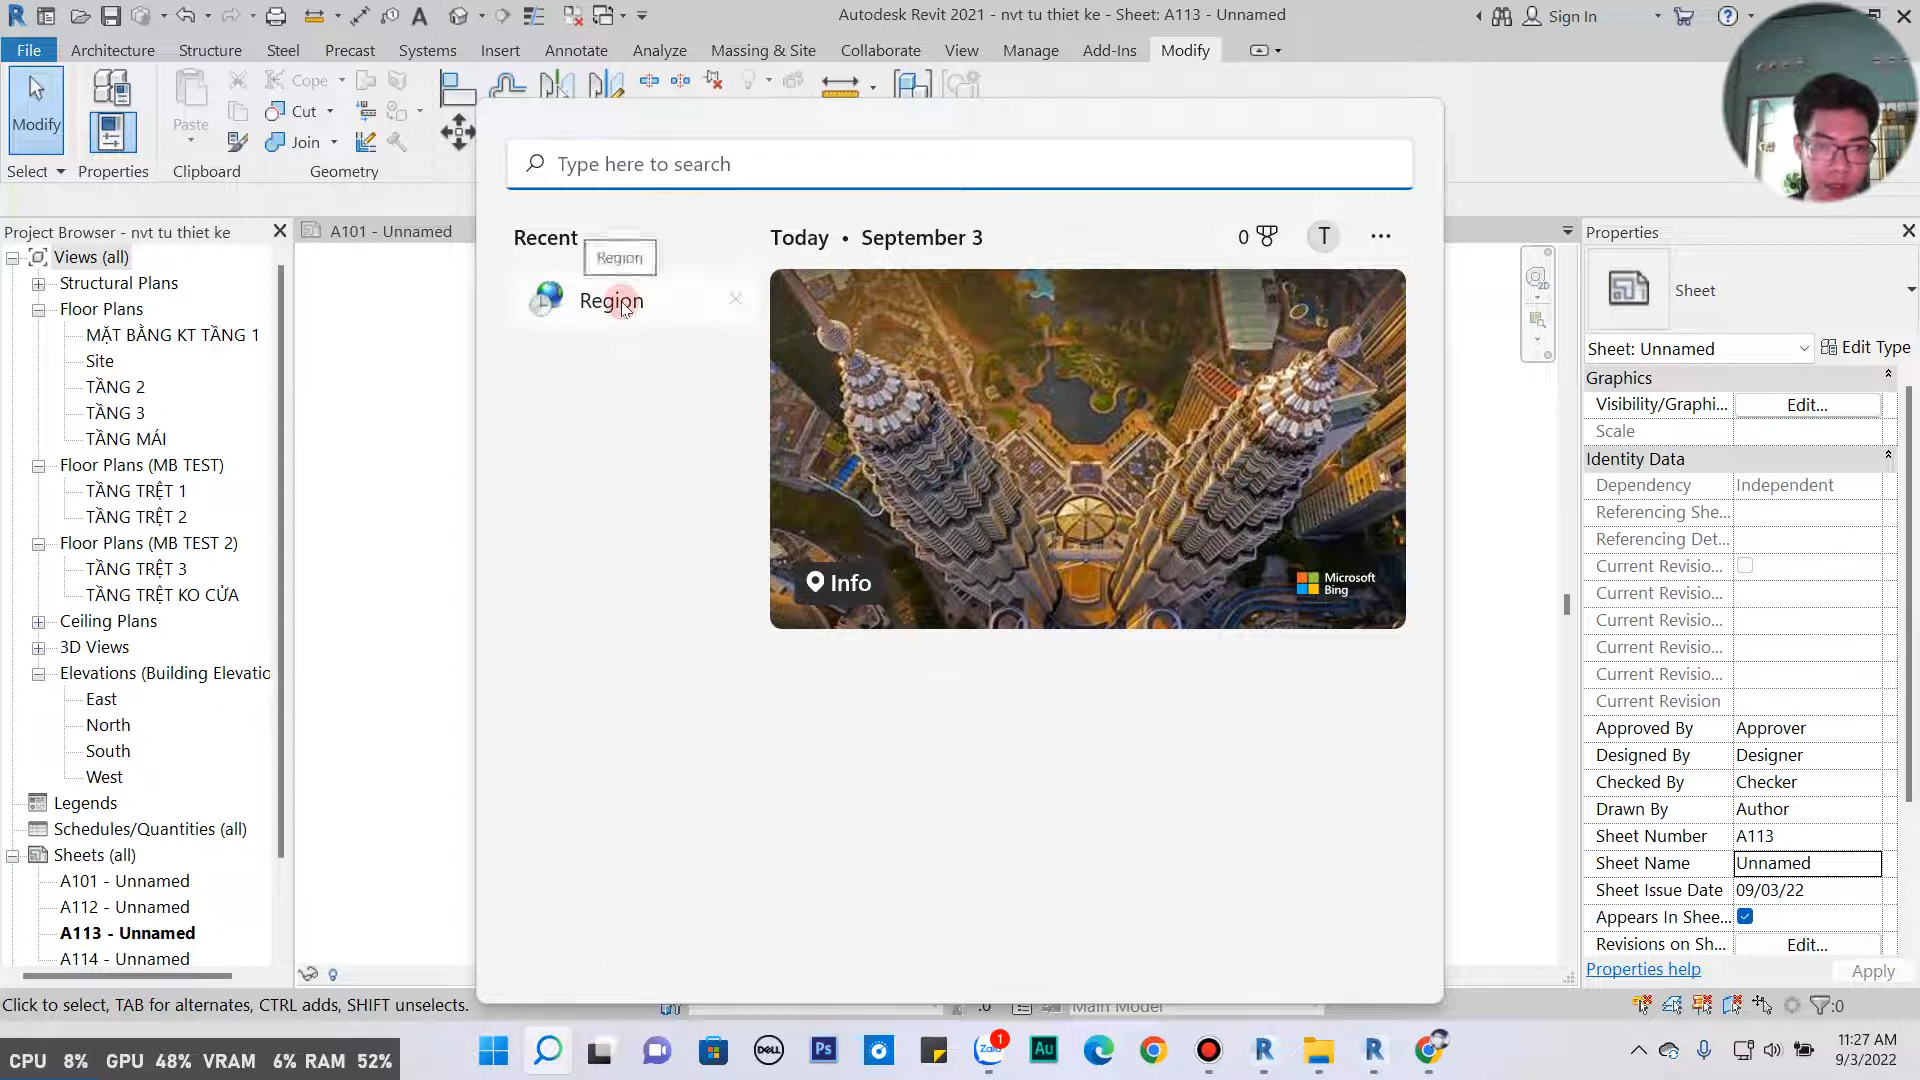 Autodesk Revit 2021 - nvt tu thiet ke - Sheet: A113 - Unnamed
Sign In
File Architecture Structure Steel Precast Systems Insert Annotate Analyze Massing & Site Collaborate View Manage Add-Ins Modify
Modify
Paste
Cope
Cut
Join
Select Properties Clipboard Geometry
Project Browser - nvt tu thiet ke
Views (all)
Structural Plans
Floor Plans
MẶT BẰNG KT TẦNG 1
Site
TẦNG 2
TẦNG 3
TẦNG MÁI
Floor Plans (MB TEST)
TẦNG TRỆT 1
TẦNG TRỆT 2
Floor Plans (MB TEST 2)
TẦNG TRỆT 3
TẦNG TRỆT KO CỬA
Ceiling Plans
3D Views
Elevations (Building Elevatio
East
North
South
West
Legends
Schedules/Quantities (all)
Sheets (all)
A101 - Unnamed
A112 - Unnamed
A113 - Unnamed
A114 - Unnamed
A101 - Unnamed
Type here to search
Recent
Region
Region
Today • September 3
0
T
Info
Microsoft
Bing
2D
Properties
Sheet
Sheet: Unnamed
Edit Type
Graphics
Visibility/Graphi... Edit...
Scale
Identity Data
Dependency Independent
Referencing She...
Referencing Det...
Current Revisio...
Current Revisio...
Current Revisio...
Current Revisio...
Current Revisio...
Current Revision
Approved By Approver
Designed By Designer
Checked By Checker
Drawn By Author
Sheet Number A113
Sheet Name Unnamed
Sheet Issue Date 09/03/22
Appears In Shee...
Revisions on Sh... Edit...
Properties help
Apply
Click to select, TAB for alternates, CTRL adds, SHIFT unselects.
:0
Main Model
:0
CPU 8% GPU 48% VRAM 6% RAM 52%
DELL
Ps
Zalo
1
Au
R
R
11:27 AM
9/3/2022